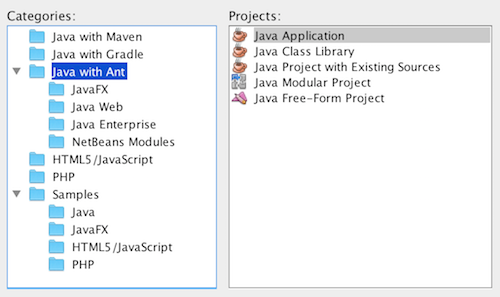 Categories:
Java with Maven
Java with Gradle
Java with Ant
JavaFX
Java Web
Java Enterprise
NetBeans Modules
HTML5/JavaScript
PHP
Samples
Java
JavaFX
HTML5/JavaScript
PHP
Projects:
Java Application
Java Class Library
Java Project with Existing Sources
Java Modular Project
Java Free-Form Project